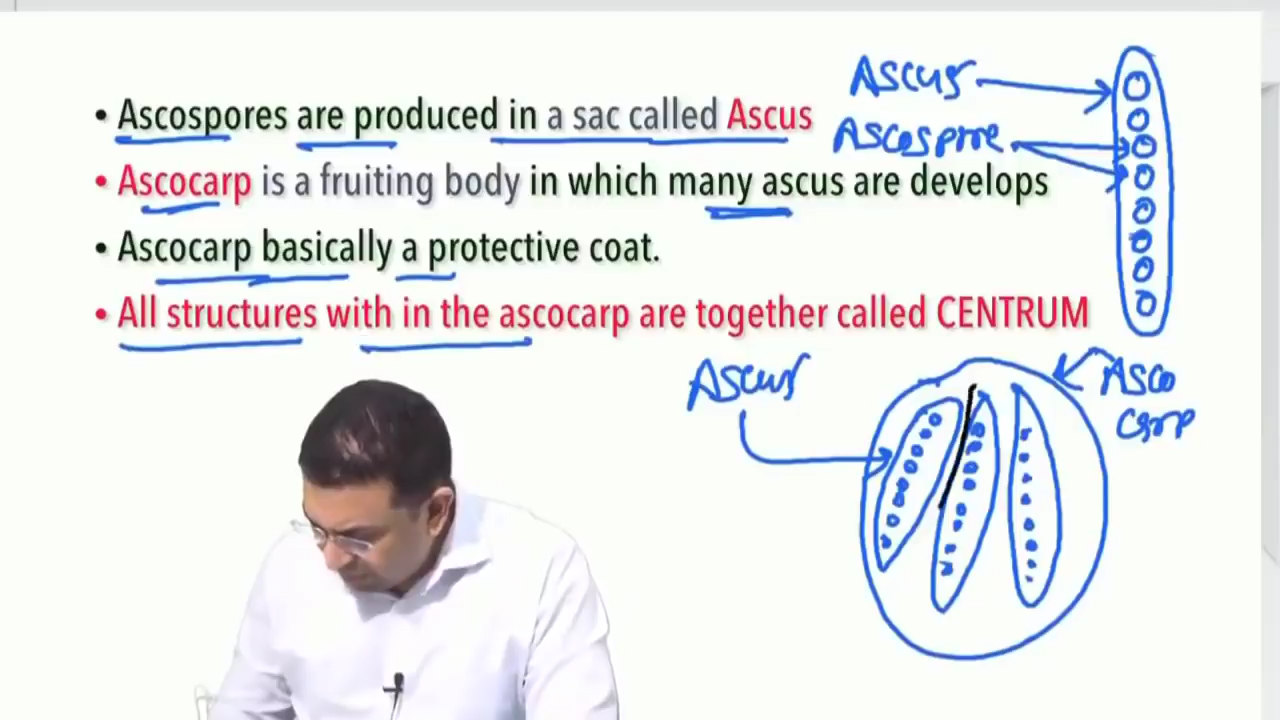 • Ascospores are produced in a sac called Ascus
• Ascocarp is a fruiting body in which many ascus are develops
• Ascocarp basically a protective coat.
• All structures with in the ascocarp are together called CENTRUM
Ascus
Ascospore
Ascus
Asco
carp